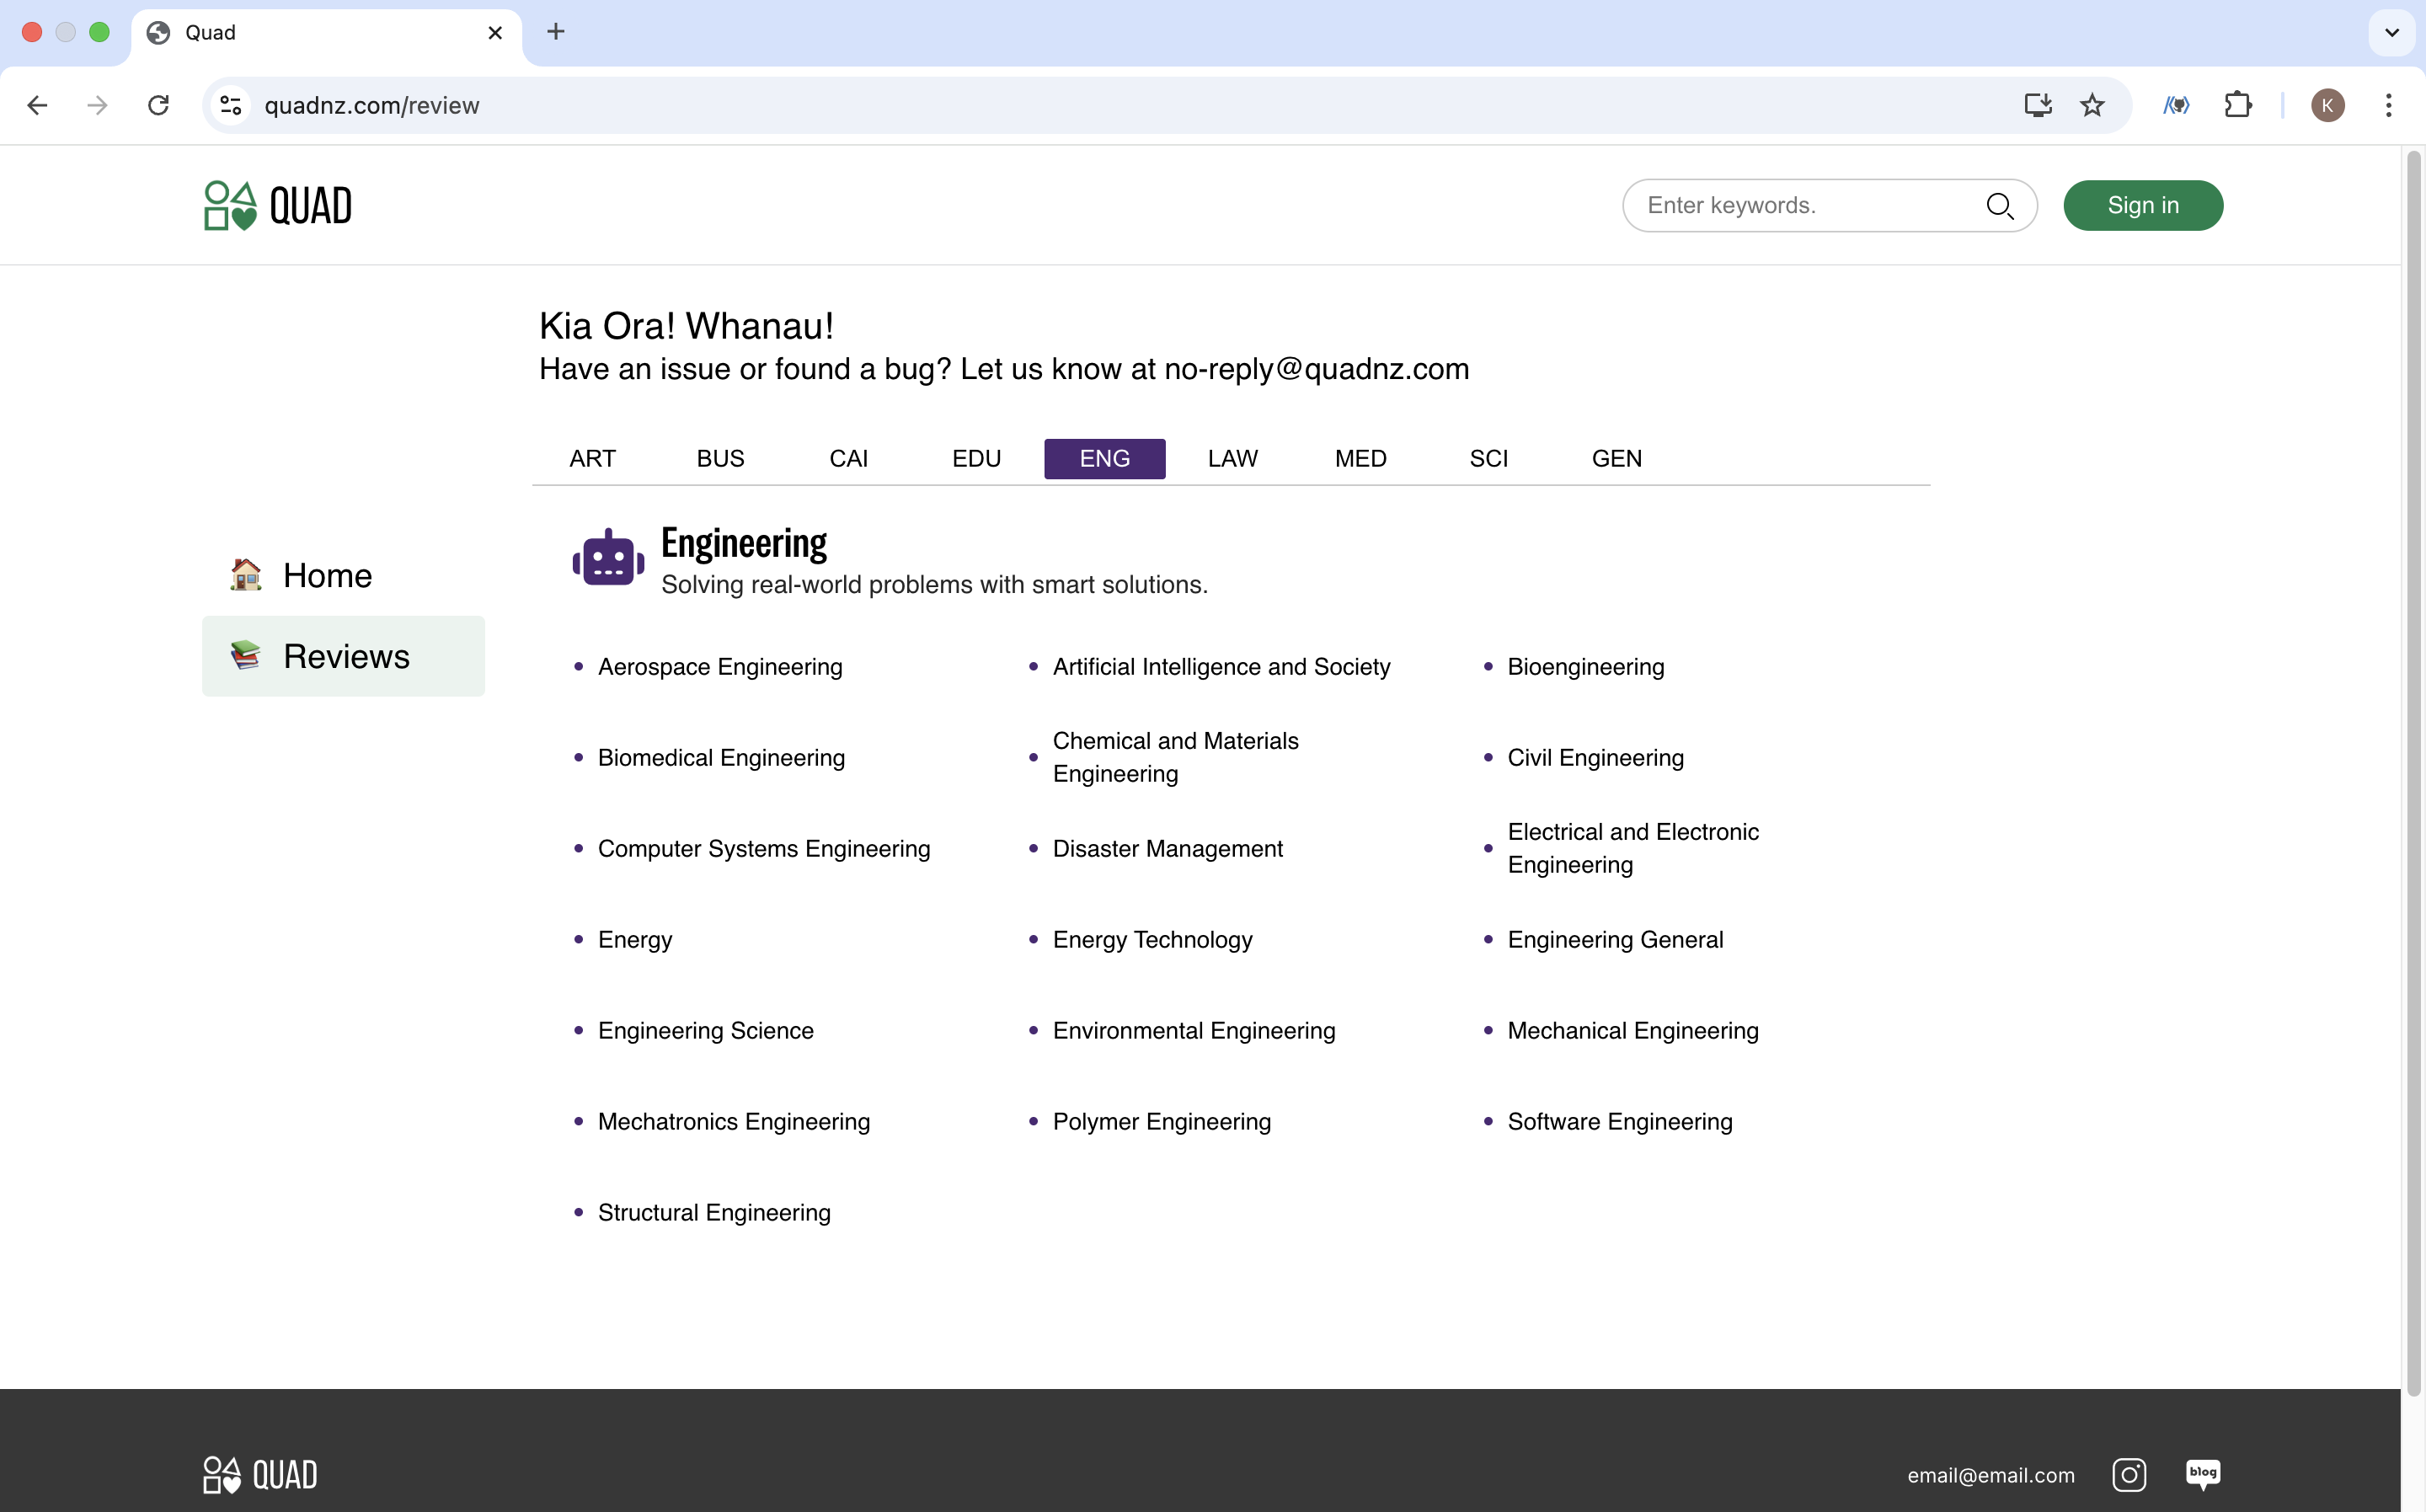 Quad
quadnz.com/review
K
QUAD
Enter keywords.
Sign in
Kia Ora! Whanau!
Have an issue or found a bug? Let us know at no-reply@quadnz.com
ART BUS CAI EDU ENG LAW MED SCI GEN
Engineering
Solving real-world problems with smart solutions.
Home
Reviews
Aerospace Engineering
Artificial Intelligence and Society
Bioengineering
Biomedical Engineering
Chemical and Materials
Engineering
Civil Engineering
Computer Systems Engineering
Disaster Management
Electrical and Electronic
Engineering
Energy
Energy Technology
Engineering General
Engineering Science
Environmental Engineering
Mechanical Engineering
Mechatronics Engineering
Polymer Engineering
Software Engineering
Structural Engineering
QUAD
email@email.com
blog